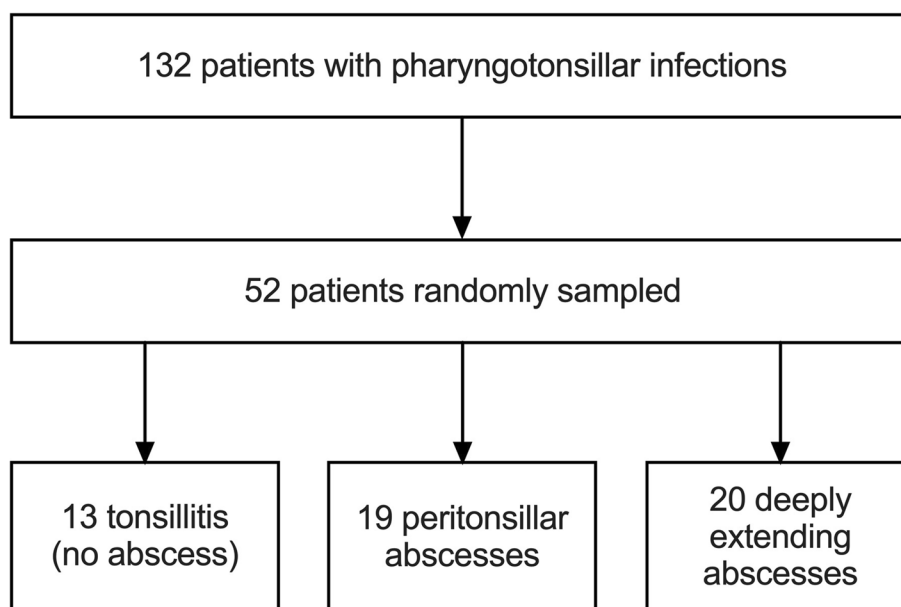 132 patients with pharyngotonsillar infections
52 patients randomly sampled
13 tonsillitis
(no abscess)
19 peritonsillar
abscesses
20 deeply
extending
abscesses